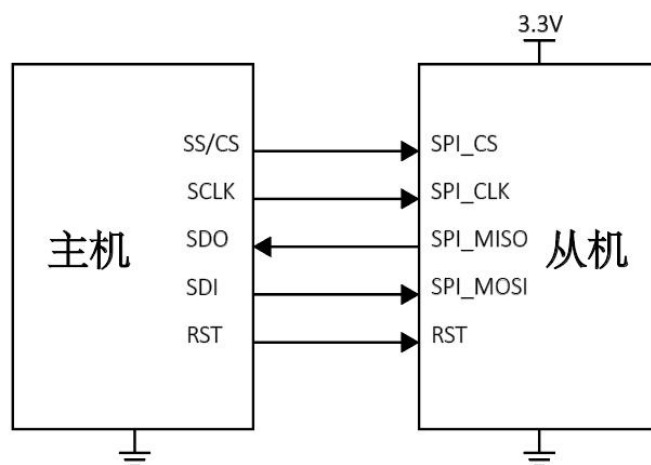 3.3V
SS/CS SPI_CS
SCLK SPI_CLK
主机 SDO SPI_MISO 从机
SDI SPI_MOSI
RST RST